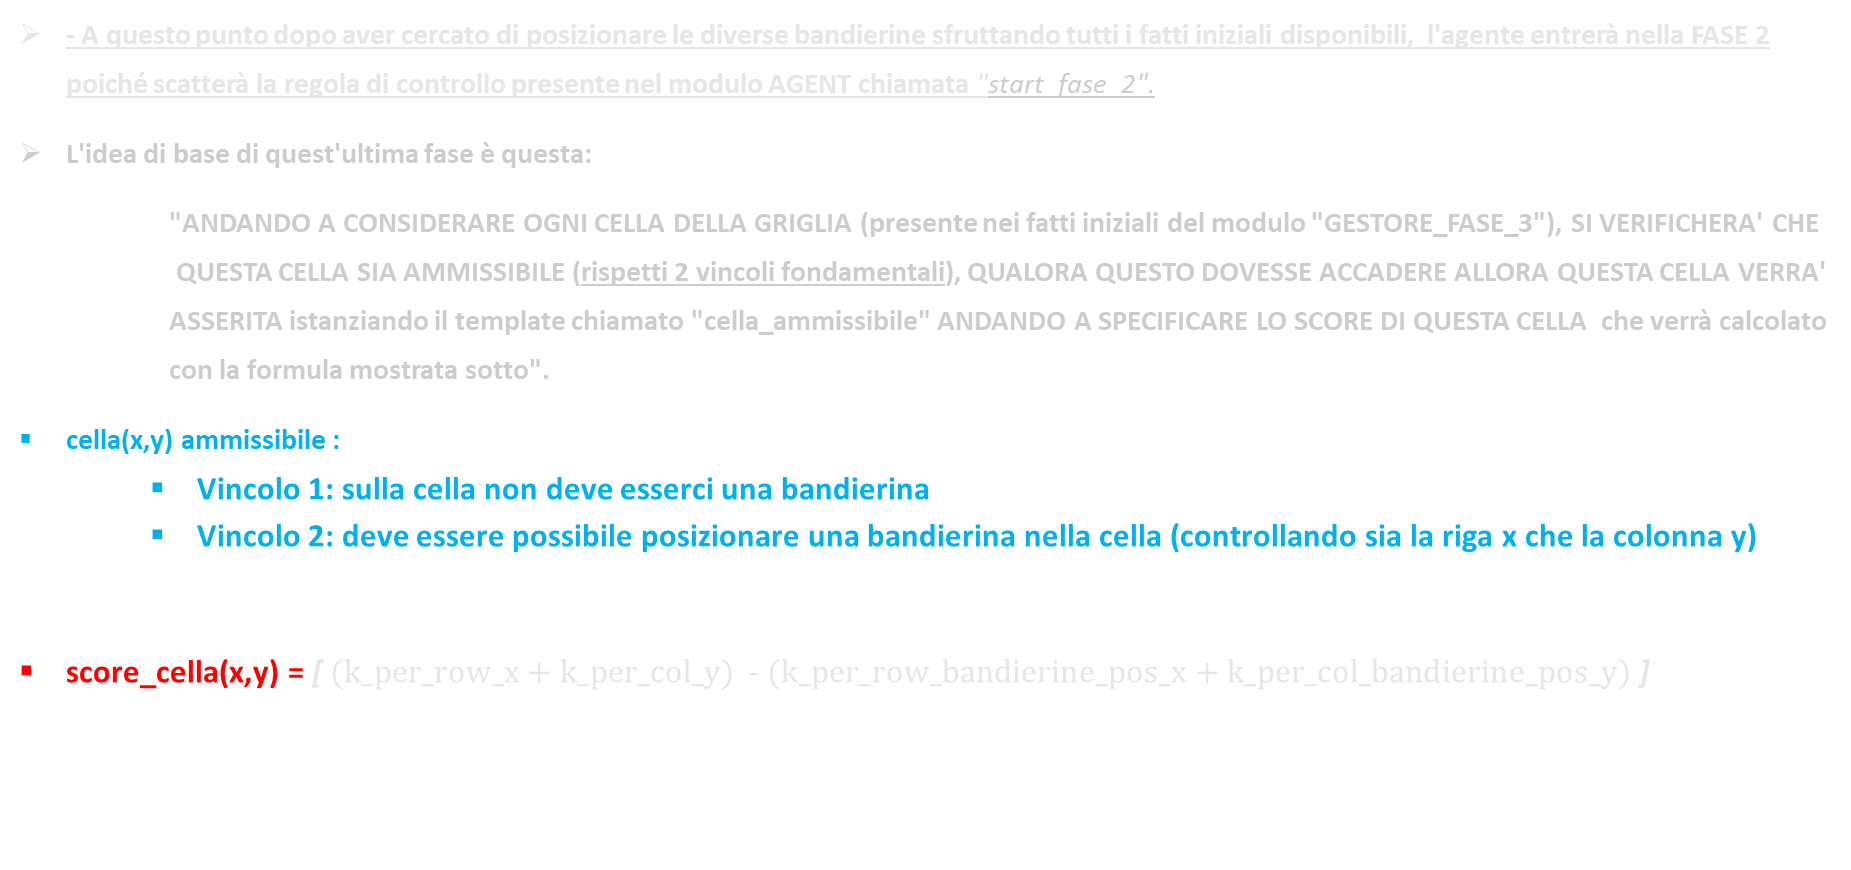 - A questo punto dopo aver cercato di posizionare le diverse bandierine sfruttando tutti i fatti iniziali disponibili, l'agente entrerà nella FASE 2
poiché scatterà la regola di controllo presente nel modulo AGENT chiamata "start_fase_2".
L'idea di base di quest'ultima fase è questa:
"ANDANDO A CONSIDERARE OGNI CELLA DELLA GRIGLIA (presente nei fatti iniziali del modulo "GESTORE_FASE_3"), SI VERIFICHERA' CHE
QUESTA CELLA SIA AMMISSIBILE (rispetti 2 vincoli fondamentali), QUALORA QUESTO DOVESSE ACCADERE ALLORA QUESTA CELLA VERRA'
ASSERITA istanziando il template chiamato "cella_ammissibile" ANDANDO A SPECIFICARE LO SCORE DI QUESTA CELLA che verrà calcolato
con la formula mostrata sotto".
cella(x,y) ammissibile :
Vincolo 1: sulla cella non deve esserci una bandierina
Vincolo 2: deve essere possibile posizionare una bandierina nella cella (controllando sia la riga x che la colonna y)
score_cella(x,y) = [ (k_per_row_x + k_per_col_y) - (k_per_row_bandierine_pos_x + k_per_col_bandierine_pos_y) ]